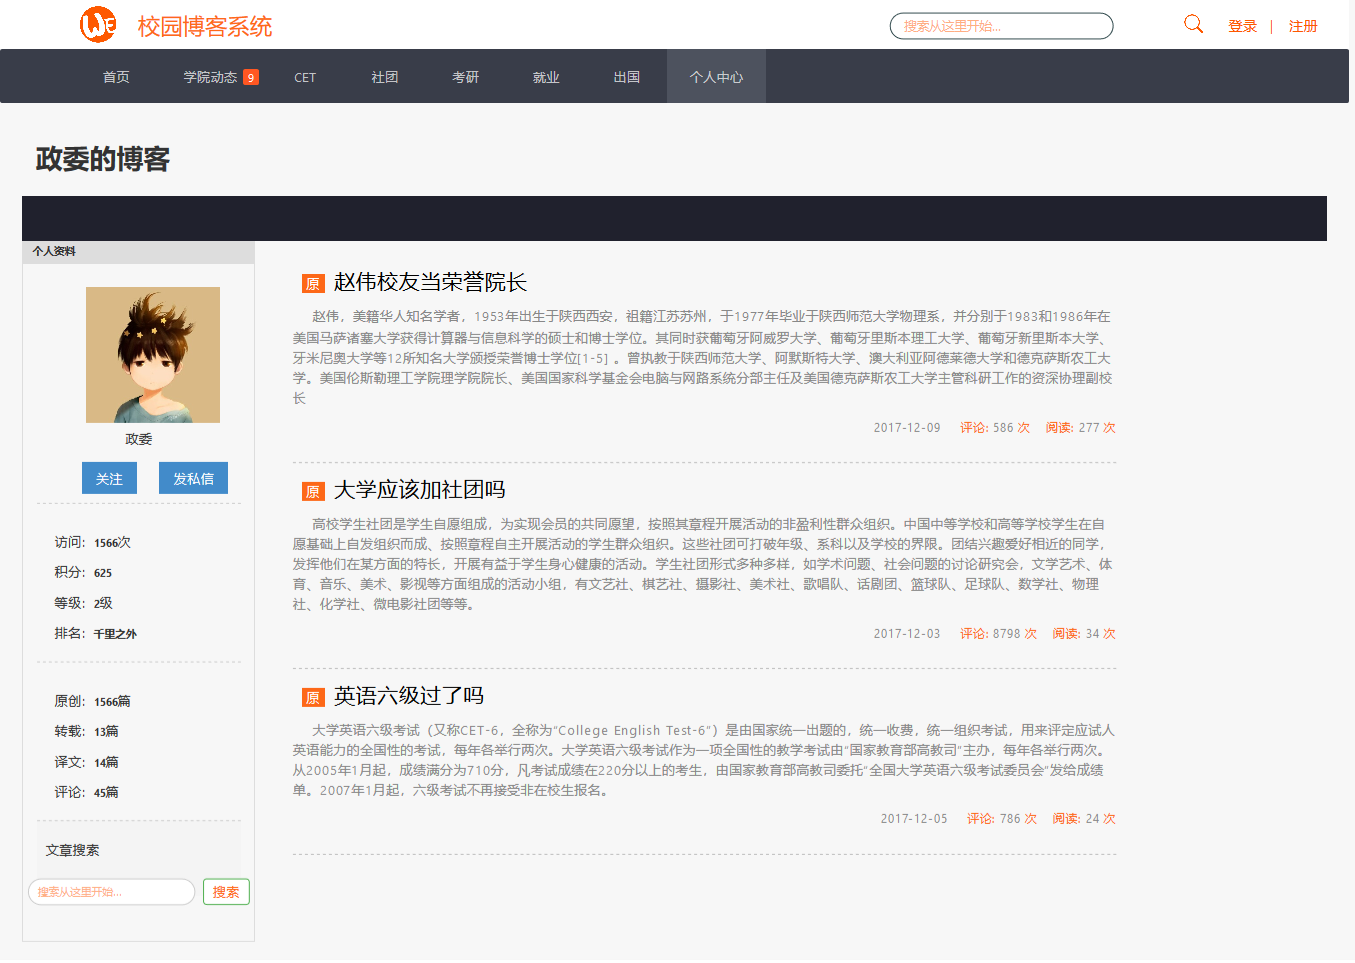 校园博客系统
搜索从这里开始...
登录 | 注册
首页 学院动态 9 CET 社团 考研 就业 出国 个人中心
政委的博客
个人资料
政委
关注 发私信
访问：1566次
积分：625
等级：2级
排名：千里之外
原创：1566篇
转载：13篇
译文：14篇
评论：45篇
文章搜索
搜索从这里开始... 搜索
原 赵伟校友当荣誉院长
赵伟，美籍华人知名学者，1953年出生于陕西西安，祖籍江苏苏州，于1977年毕业于陕西师范大学物理系，并分别于1983和1986年在
美国马萨诸塞大学获得计算器与信息科学的硕士和博士学位。其同时获葡萄牙阿威罗大学、葡萄牙里斯本理工大学、葡萄牙新里斯本大学、
牙米尼奥大学等12所知名大学颁授荣誉博士学位[1-5] 。曾执教于陕西师范大学、阿默斯特大学、澳大利亚阿德莱德大学和德克萨斯农工大
学。美国伦斯勒理工学院理学院院长、美国国家科学基金会电脑与网路系统分部主任及美国德克萨斯农工大学主管科研工作的资深协理副校
长
2017-12-09 评论: 586 次 阅读: 277 次
原 大学应该加社团吗
高校学生社团是学生自愿组成，为实现会员的共同愿望，按照其章程开展活动的非盈利性群众组织。中国中等学校和高等学校学生在自
愿基础上自发组织而成、按照章程自主开展活动的学生群众组织。这些社团可打破年级、系科以及学校的界限。团结兴趣爱好相近的同学，
发挥他们在某方面的特长，开展有益于学生身心健康的活动。学生社团形式多种多样，如学术问题、社会问题的讨论研究会，文学艺术、体
育、音乐、美术、影视等方面组成的活动小组，有文艺社、棋艺社、摄影社、美术社、歌唱队、话剧团、篮球队、足球队、数学社、物理
社、化学社、微电影社团等等。
2017-12-03 评论: 8798 次 阅读: 34 次
原 英语六级过了吗
大学英语六级考试（又称CET-6，全称为“College English Test-6”）是由国家统一出题的，统一收费，统一组织考试，用来评定应试人
英语能力的全国性的考试，每年各举行两次。大学英语六级考试作为一项全国性的教学考试由“国家教育部高教司”主办，每年各举行两次。
从2005年1月起，成绩满分为710分，凡考试成绩在220分以上的考生，由国家教育部高教司委托“全国大学英语六级考试委员会”发给成绩
单。2007年1月起，六级考试不再接受非在校生报名。
2017-12-05 评论: 786 次 阅读: 24 次